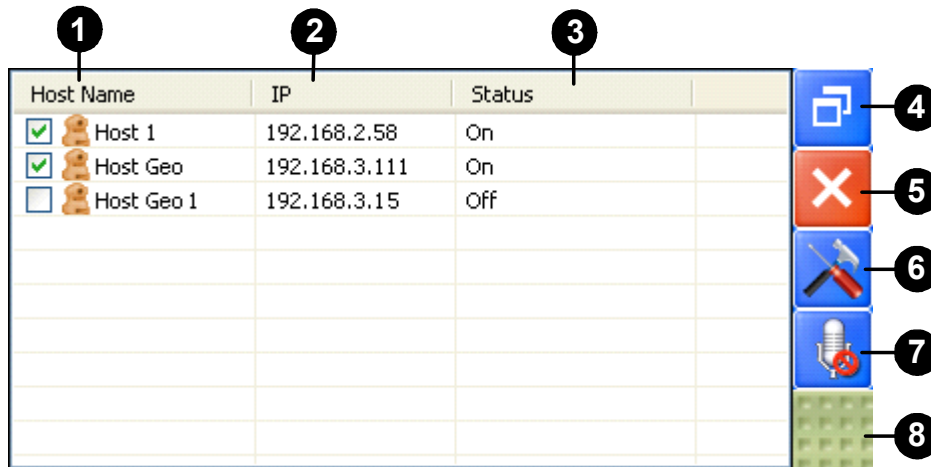 1 2 3
Host Name IP Status
4
Host 1 192.168.2.58 On
Host Geo 192.168.3.111 On
Host Geo 1 192.168.3.15 Off
5
6
7
8